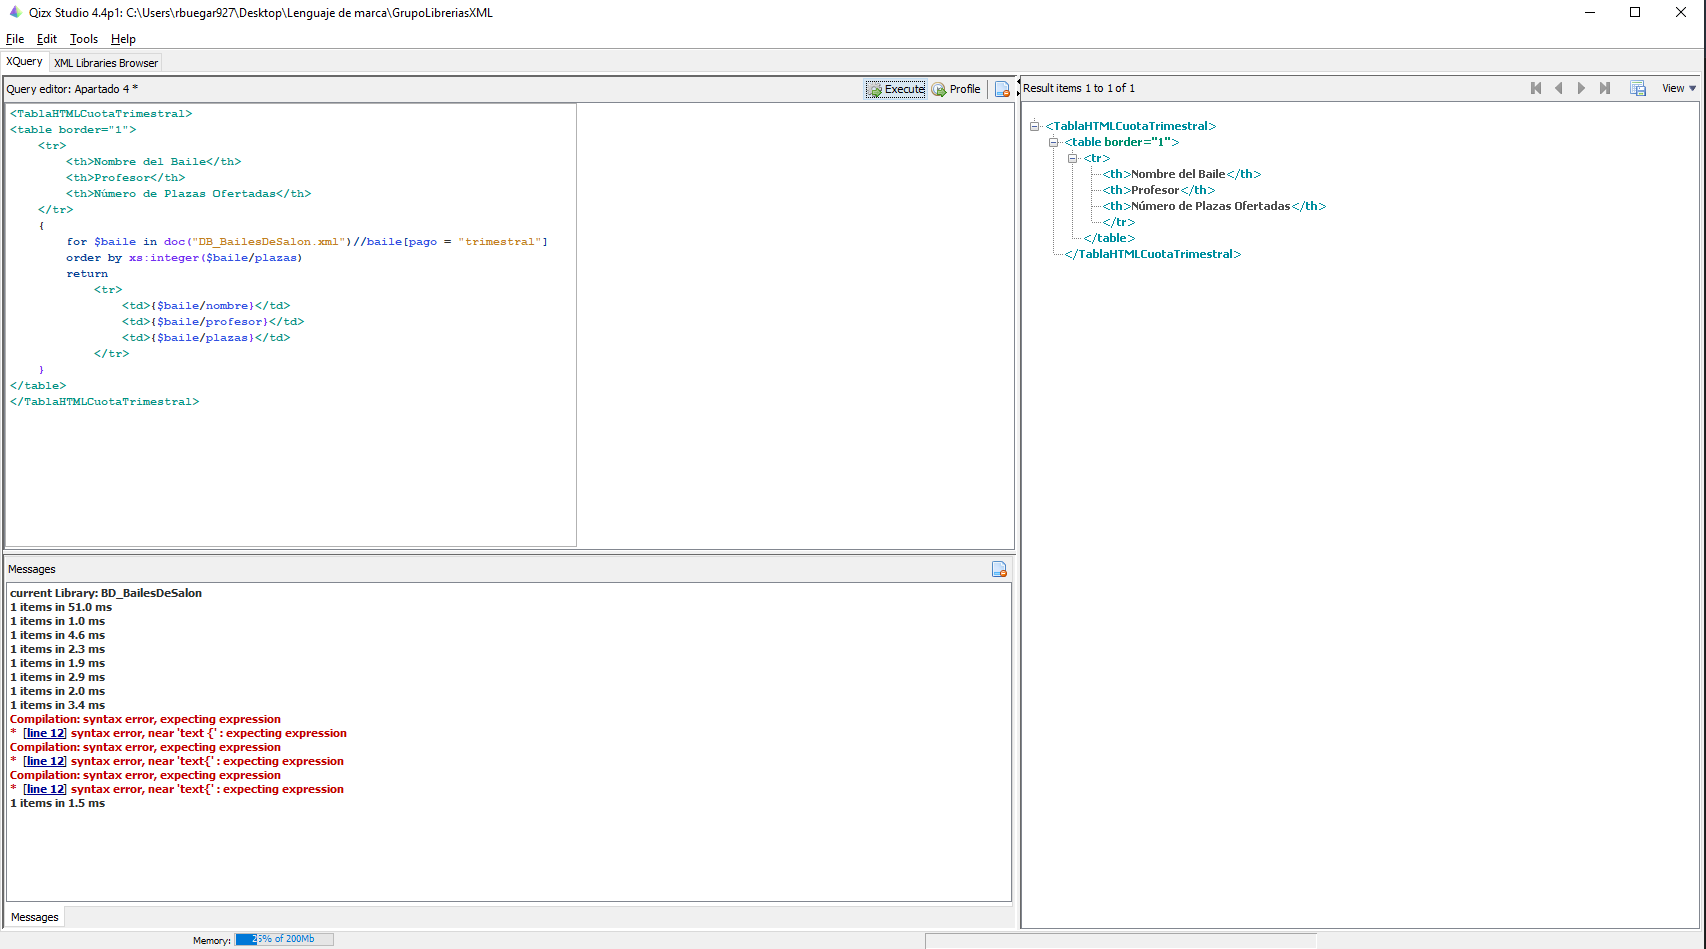 Qizx Studio 4.4p1: C:\Users\rbuegar927\Desktop\Lenguaje de marca\GrupoLibreriasXML
File Edit Tools Help
XQuery XML Libraries Browser
Query editor: Apartado 4 * Execute Profile
<TablaHTMLCuotaTrimestral>
<table border="1">
    <tr>
        <th>Nombre del Baile</th>
        <th>Profesor</th>
        <th>Número de Plazas Ofertadas</th>
    </tr>
    {
        for $baile in doc("DB_BailesDeSalon.xml")//baile[pago = "trimestral"]
        order by xs:integer($baile/plazas)
        return
            <tr>
                <td>{$baile/nombre}</td>
                <td>{$baile/profesor}</td>
                <td>{$baile/plazas}</td>
            </tr>
    }
</table>
</TablaHTMLCuotaTrimestral>
Result items 1 to 1 of 1 View
<TablaHTMLCuotaTrimestral>
<table border="1">
<tr>
<th>Nombre del Baile</th>
<th>Profesor</th>
<th>Número de Plazas Ofertadas</th>
</tr>
</table>
</TablaHTMLCuotaTrimestral>
Messages
current Library: BD_BailesDeSalon
1 items in 51.0 ms
1 items in 1.0 ms
1 items in 4.6 ms
1 items in 2.3 ms
1 items in 1.9 ms
1 items in 2.9 ms
1 items in 2.0 ms
1 items in 3.4 ms
Compilation: syntax error, expecting expression
* [line 12] syntax error, near 'text {' : expecting expression
Compilation: syntax error, expecting expression
* [line 12] syntax error, near 'text{' : expecting expression
Compilation: syntax error, expecting expression
* [line 12] syntax error, near 'text{' : expecting expression
1 items in 1.5 ms
Messages
Memory: 25% of 200Mb